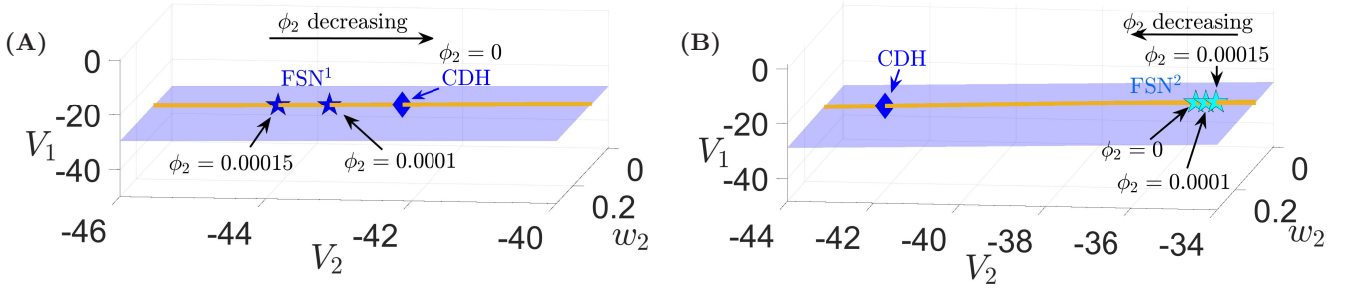 (A)
ϕ₂ decreasing
ϕ₂ = 0
FSN¹
CDH
0
-20
-40
V₁
ϕ₂ = 0.00015
ϕ₂ = 0.0001
0
0.2
w₂
-46
-44
-42
-40
V₂
(B)
ϕ₂ decreasing
ϕ₂ = 0.00015
CDH
FSN²
0
-20
-40
V₁
ϕ₂ = 0
ϕ₂ = 0.0001
0
0.2
w₂
-44
-42
-40
-38
-36
-34
V₂